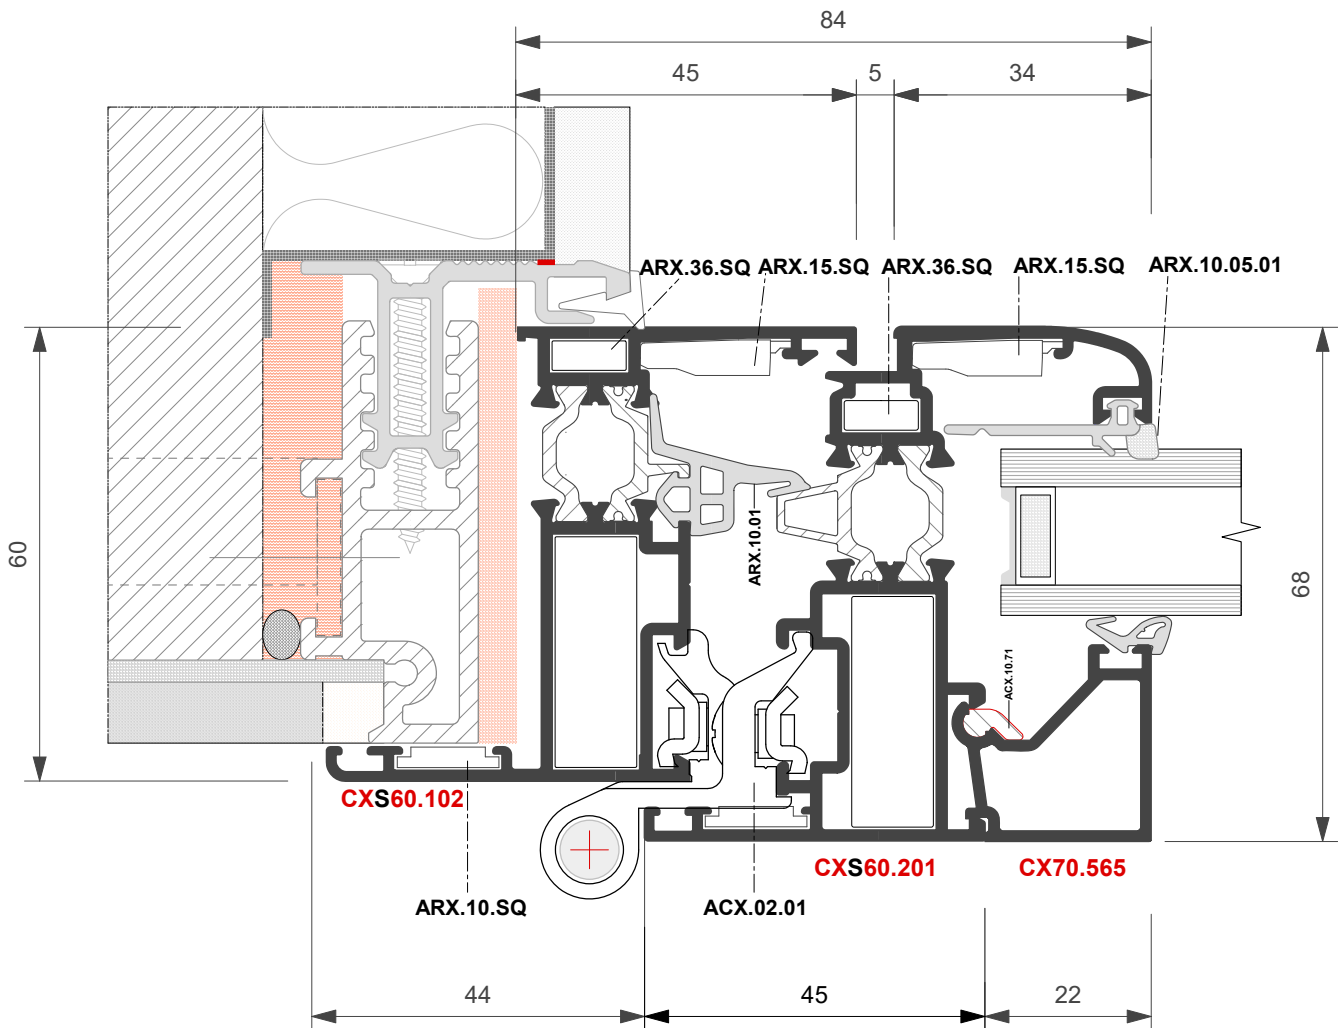 84
45 5 34
ARX.36.SQ ARX.15.SQ ARX.36.SQ ARX.15.SQ ARX.10.05.01
60
ARX.10.01
68
ACX.10.71
CXS60.102
CXS60.201 CX70.565
ARX.10.SQ ACX.02.01
44 45 22